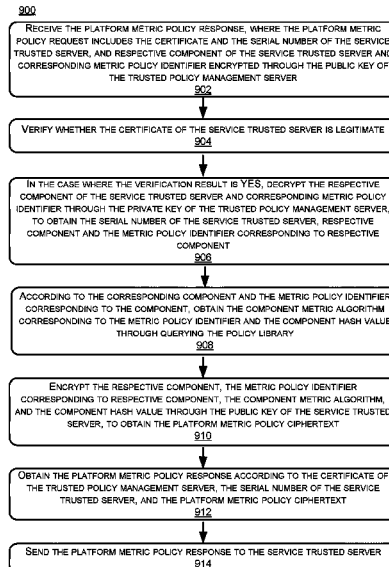 900
RECEIVE THE PLATFORM METRIC POLICY RESPONSE, WHERE THE PLATFORM METRIC
POLICY REQUEST INCLUDES THE CERTIFICATE AND THE SERIAL NUMBER OF THE SERVICE
TRUSTED SERVER, AND RESPECTIVE COMPONENT OF THE SERVICE TRUSTED SERVER AND
CORRESPONDING METRIC POLICY IDENTIFIER ENCRYPTED THROUGH THE PUBLIC KEY OF
THE TRUSTED POLICY MANAGEMENT SERVER
902
VERIFY WHETHER THE CERTIFICATE OF THE SERVICE TRUSTED SERVER IS LEGITIMATE
904
IN THE CASE WHERE THE VERIFICATION RESULT IS YES, DECRYPT THE RESPECTIVE
COMPONENT OF THE SERVICE TRUSTED SERVER AND CORRESPONDING METRIC POLICY
IDENTIFIER THROUGH THE PRIVATE KEY OF THE TRUSTED POLICY MANAGEMENT SERVER,
TO OBTAIN THE SERIAL NUMBER OF THE SERVICE TRUSTED SERVER, RESPECTIVE
COMPONENT AND THE METRIC POLICY IDENTIFIER CORRESPONDING TO RESPECTIVE
COMPONENT
906
ACCORDING TO THE CORRESPONDING COMPONENT AND THE METRIC POLICY IDENTIFIER
CORRESPONDING TO THE COMPONENT, OBTAIN THE COMPONENT METRIC ALGORITHM
CORRESPONDING TO THE METRIC POLICY IDENTIFIER AND THE COMPONENT HASH VALUE
THROUGH QUERYING THE POLICY LIBRARY
908
ENCRYPT THE RESPECTIVE COMPONENT, THE METRIC POLICY IDENTIFIER
CORRESPONDING TO RESPECTIVE COMPONENT, THE COMPONENT METRIC ALGORITHM,
AND THE COMPONENT HASH VALUE THROUGH THE PUBLIC KEY OF THE SERVICE TRUSTED
SERVER, TO OBTAIN THE PLATFORM METRIC POLICY CIPHERTEXT
910
OBTAIN THE PLATFORM METRIC POLICY RESPONSE ACCORDING TO THE CERTIFICATE OF
THE TRUSTED POLICY MANAGEMENT SERVER, THE SERIAL NUMBER OF THE SERVICE
TRUSTED SERVER, AND THE PLATFORM METRIC POLICY CIPHERTEXT
912
SEND THE PLATFORM METRIC POLICY RESPONSE TO THE SERVICE TRUSTED SERVER
914